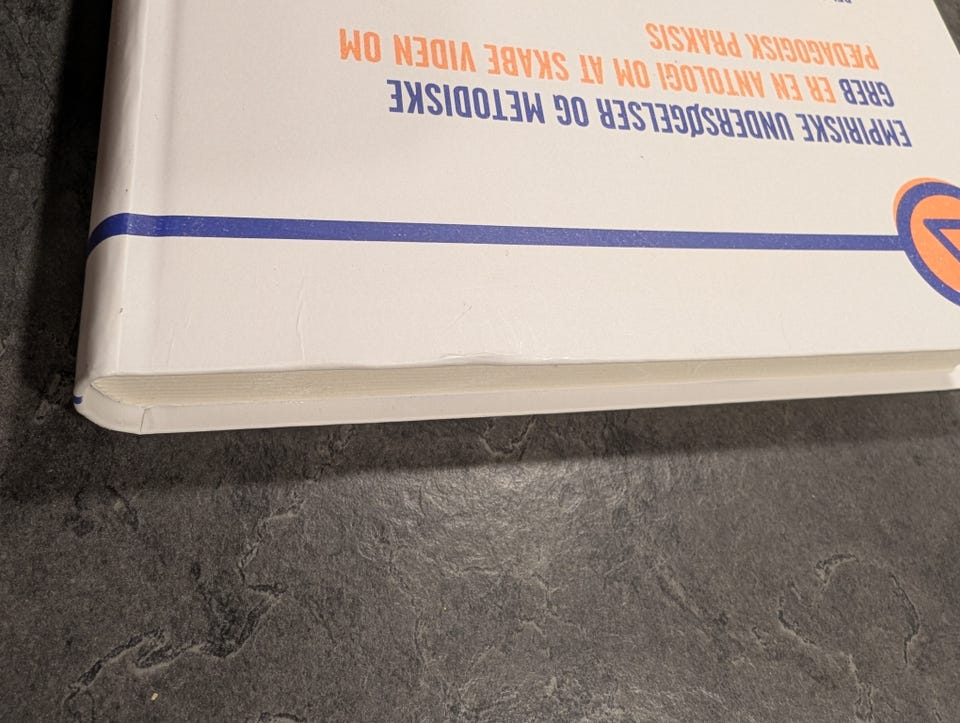 EMPIRISKE UNDERSØGELSER OG METODISKE
GREB ER EN ANTOLOGI OM AT SKABE VIDEN OM
PÆDAGOGISK PRAKSIS